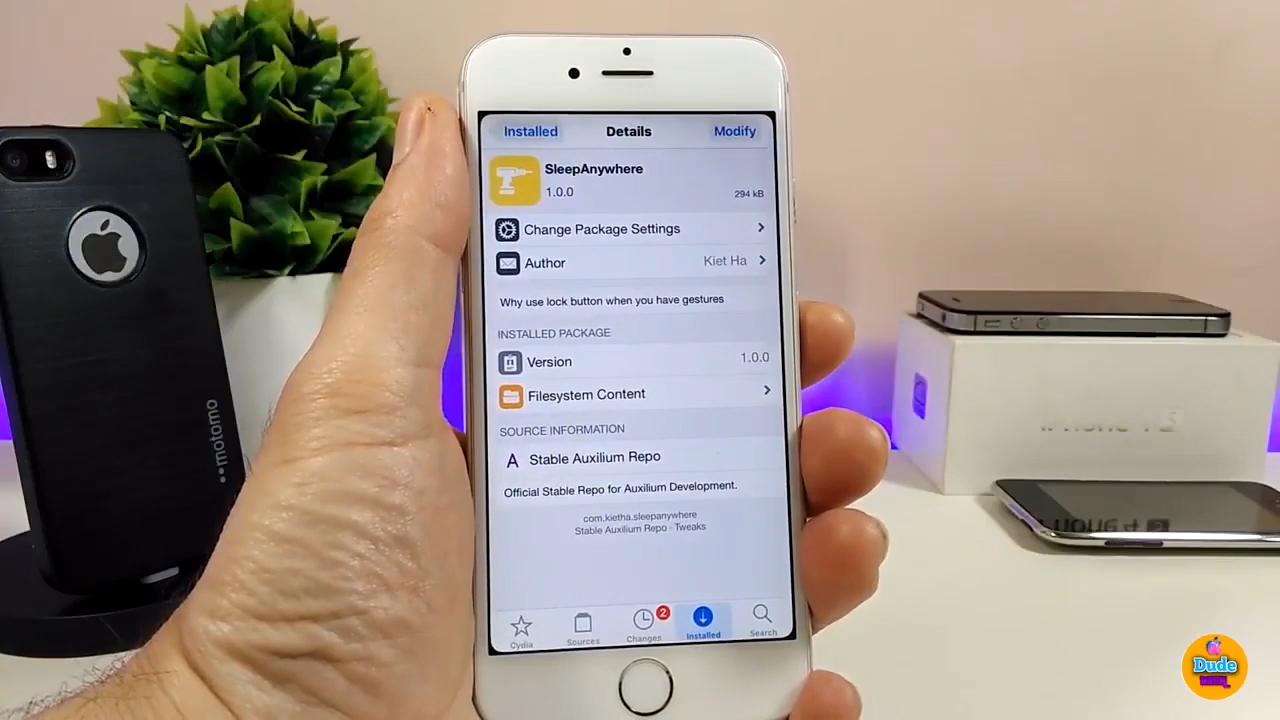 Installed Details Modify
SleepAnywhere
1.0.0 294 kB
Change Package Settings
Author Kiet Ha
Why use lock button when you have gestures
INSTALLED PACKAGE
Version 1.0.0
Filesystem Content
SOURCE INFORMATION
A Stable Auxilium Repo
Official Stable Repo for Auxilium Development.
com.kietha.sleepanywhere
Stable Auxilium Repo · Tweaks
2
Cydia Sources Changes Installed Search
motomo
Dude